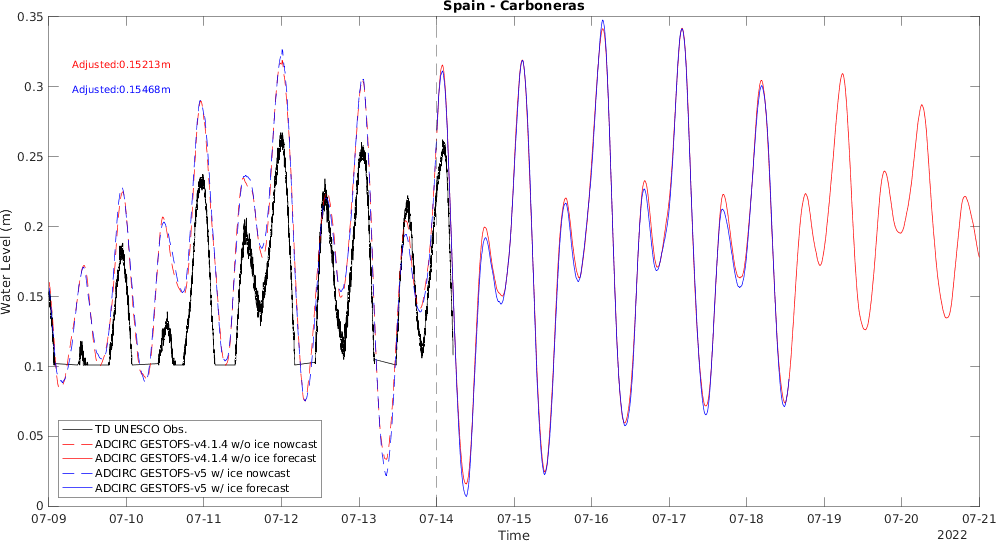 Spain - Carboneras
0.35
0.3
0.25
0.2
0.15
0.1
0.05
0
Water Level (m)
Adjusted:0.15213m
Adjusted:0.15468m
TD UNESCO Obs.
ADCIRC GESTOFS-v4.1.4 w/o ice nowcast
ADCIRC GESTOFS-v4.1.4 w/o ice forecast
ADCIRC GESTOFS-v5 w/ ice nowcast
ADCIRC GESTOFS-v5 w/ ice forecast
07-09 07-10 07-11 07-12 07-13 07-14 07-15 07-16 07-17 07-18 07-19 07-20 07-21
Time
2022